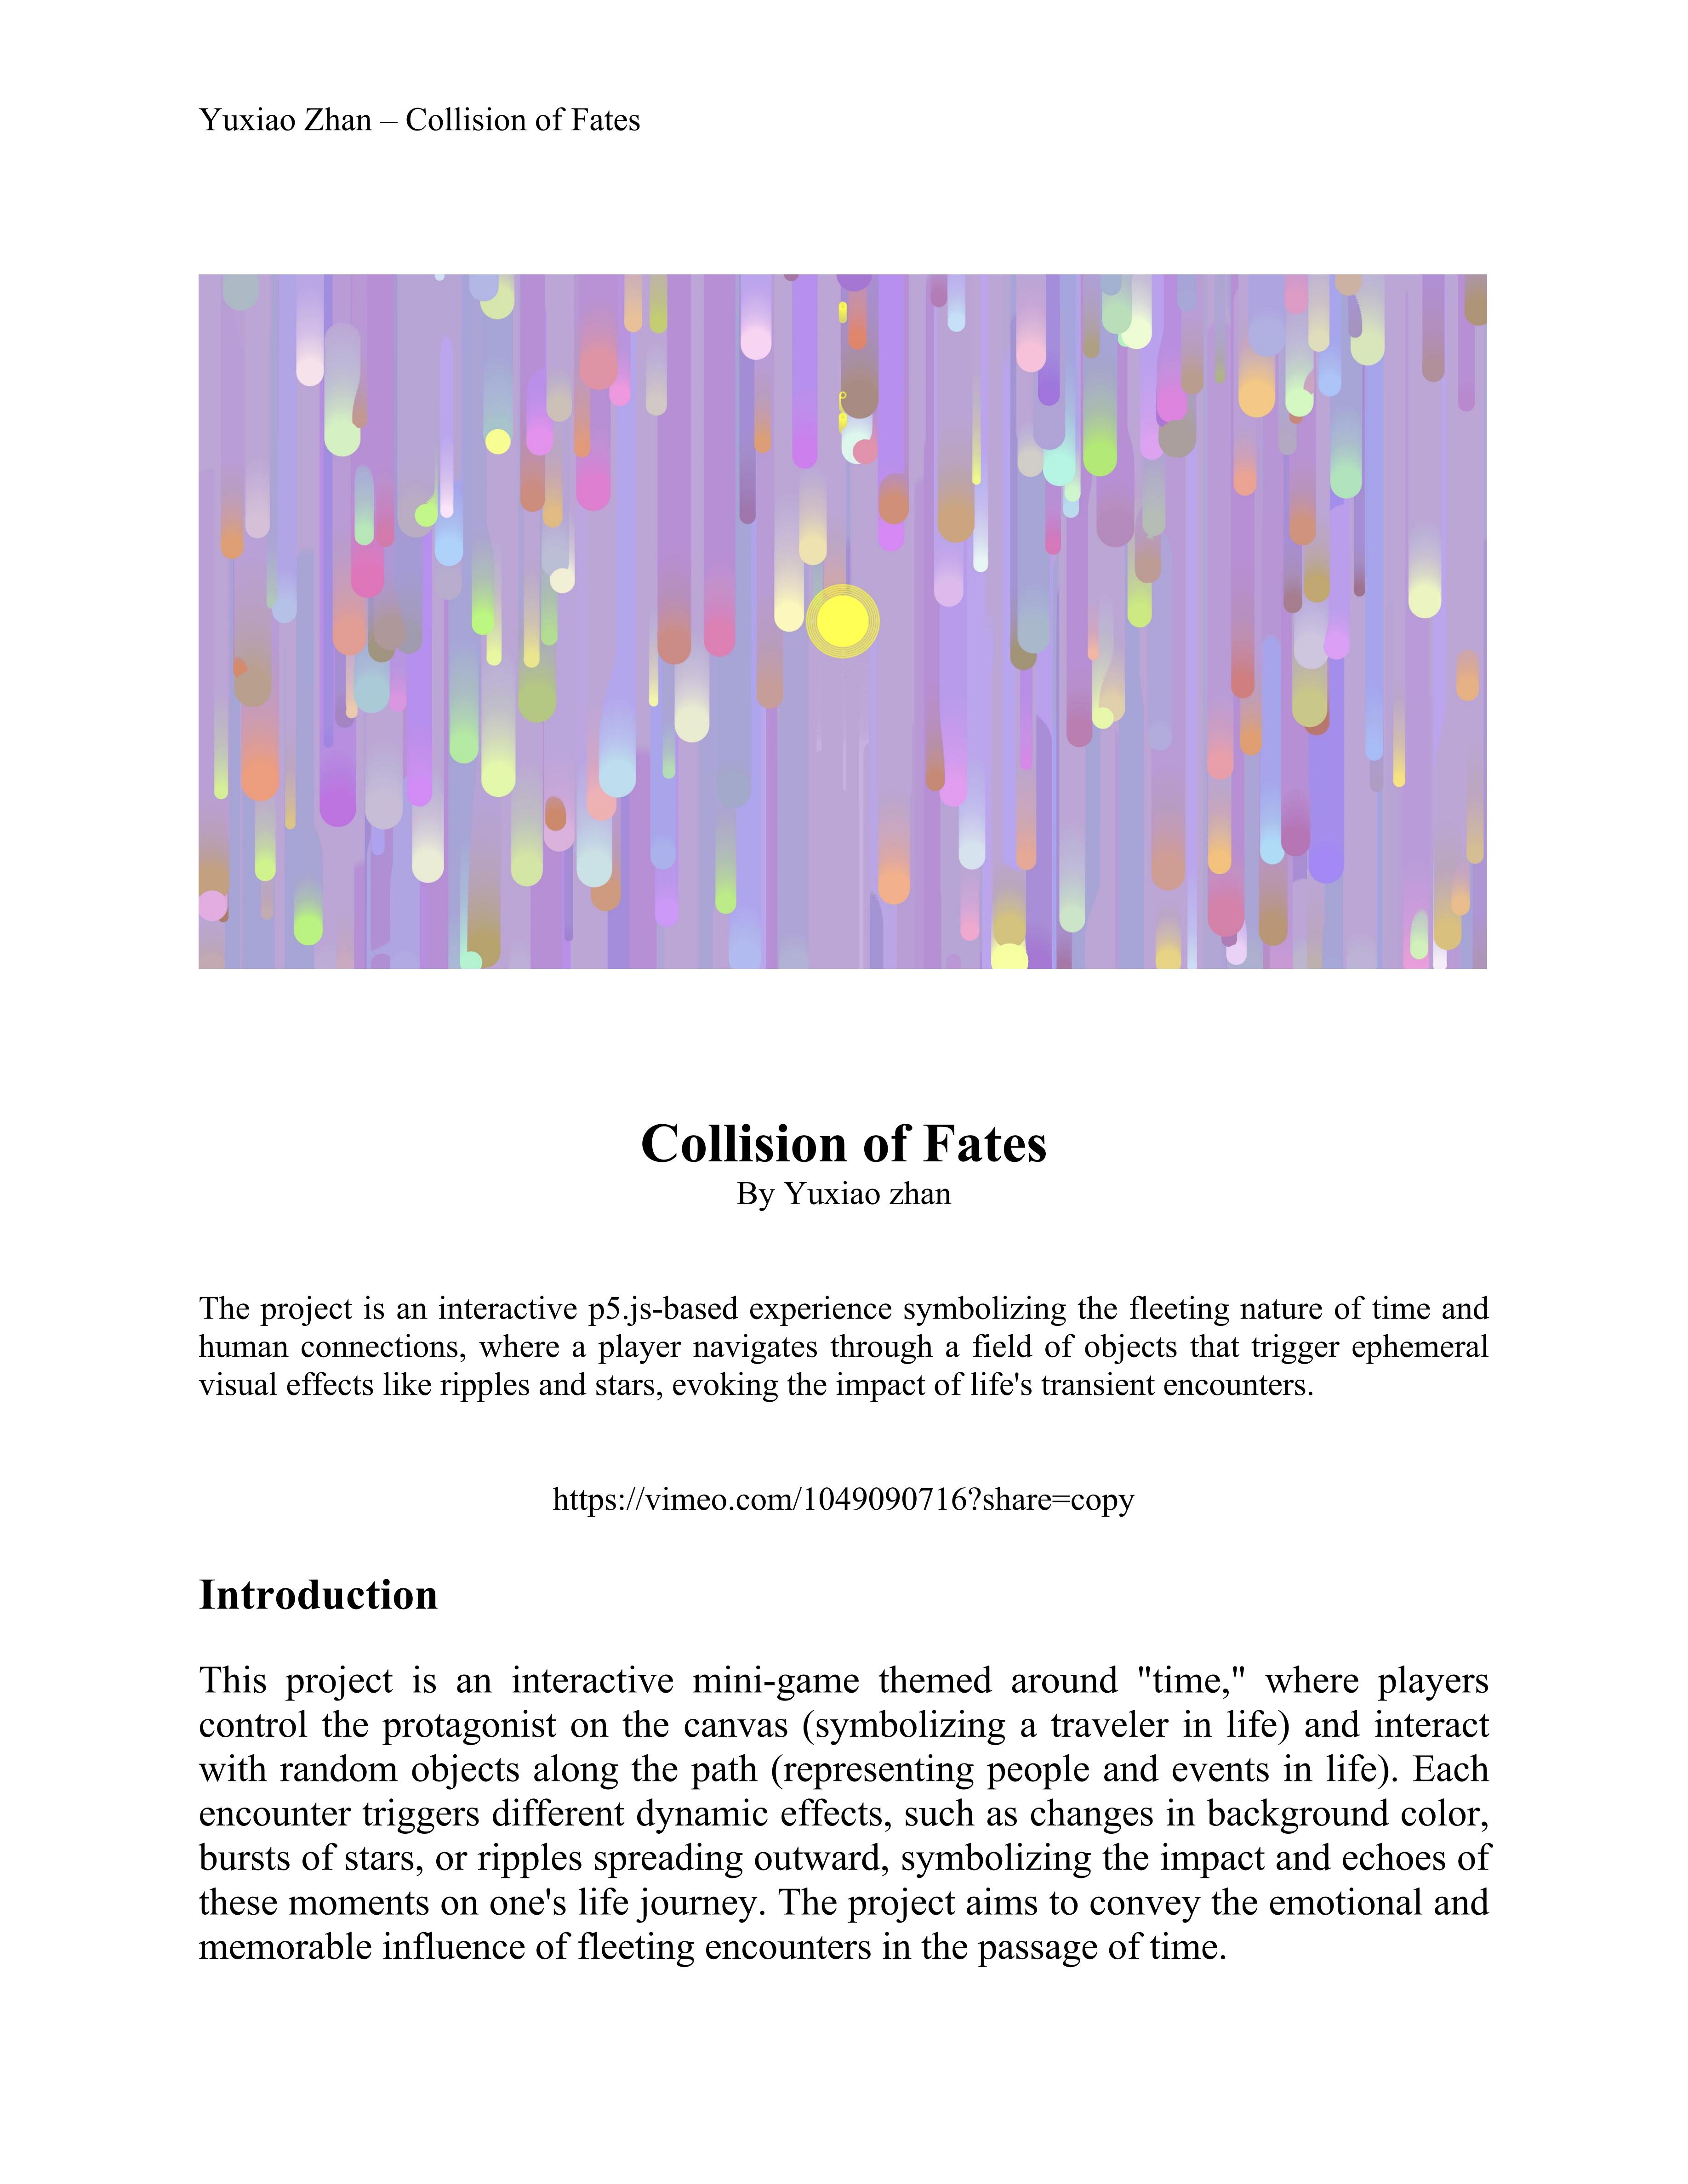 Yuxiao Zhan – Collision of Fates
Collision of Fates
By Yuxiao zhan
The project is an interactive p5.js-based experience symbolizing the fleeting nature of time and
human connections, where a player navigates through a field of objects that trigger ephemeral
visual effects like ripples and stars, evoking the impact of life's transient encounters.
https://vimeo.com/1049090716?share=copy
Introduction
This project is an interactive mini-game themed around "time," where players
control the protagonist on the canvas (symbolizing a traveler in life) and interact
with random objects along the path (representing people and events in life). Each
encounter triggers different dynamic effects, such as changes in background color,
bursts of stars, or ripples spreading outward, symbolizing the impact and echoes of
these moments on one's life journey. The project aims to convey the emotional and
memorable influence of fleeting encounters in the passage of time.